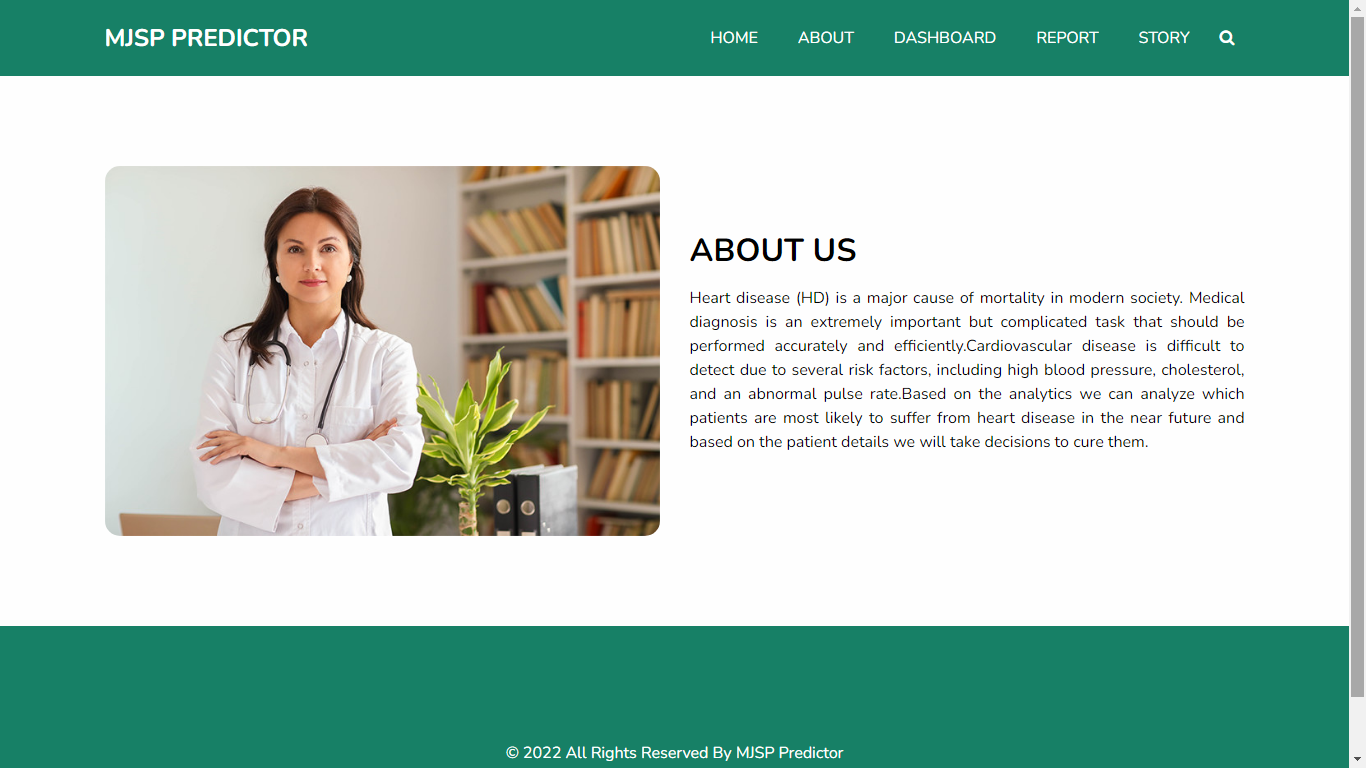 MJSP PREDICTOR
HOME ABOUT DASHBOARD REPORT STORY
ABOUT US
Heart disease (HD) is a major cause of mortality in modern society. Medical
diagnosis is an extremely important but complicated task that should be
performed accurately and efficiently.Cardiovascular disease is difficult to
detect due to several risk factors, including high blood pressure, cholesterol,
and an abnormal pulse rate.Based on the analytics we can analyze which
patients are most likely to suffer from heart disease in the near future and
based on the patient details we will take decisions to cure them.
© 2022 All Rights Reserved By MJSP Predictor